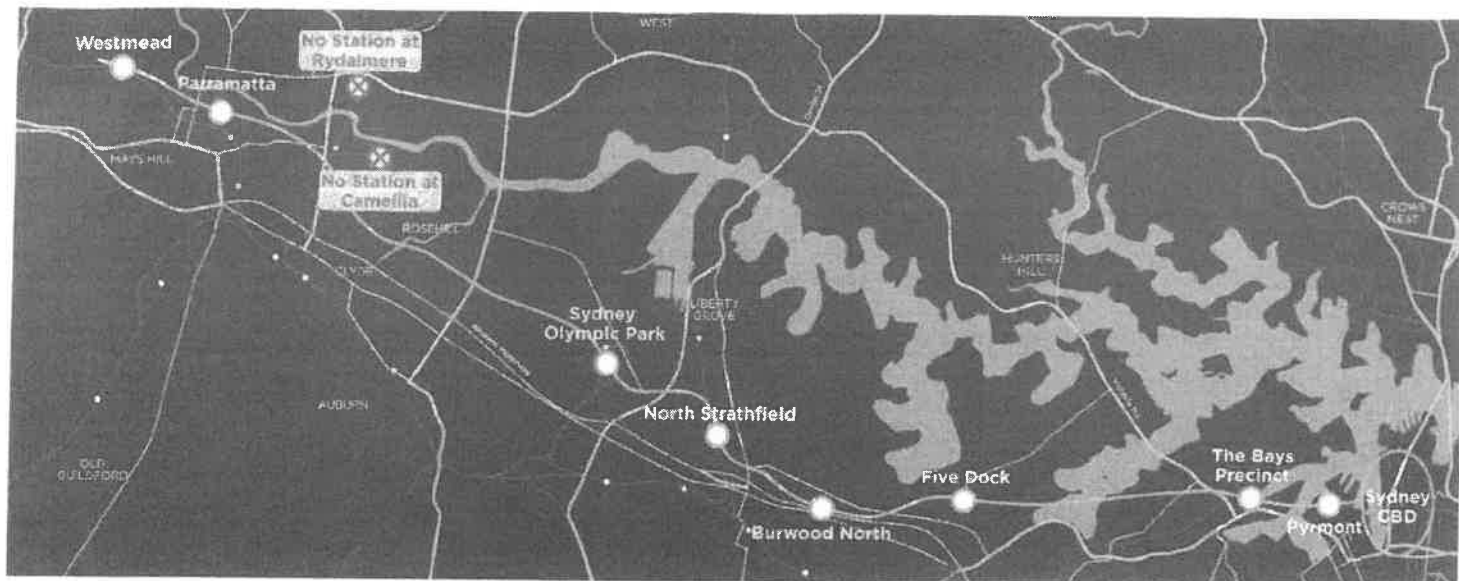 WEST
Westmead
No Station at
Rydalmere
Parramatta
MAYS HILL
No Station at
Camellia
ROSEHILL
CROWS
NEST
CLYDE
HUNTERS
HILL
LIBERTY
GROVE
Sydney
Olympic Park
AUBURN
North Strathfield
OLD
GUILDFORD
Five Dock
The Bays
Precinct
Burwood North
Pyrmont
Sydney
CBD